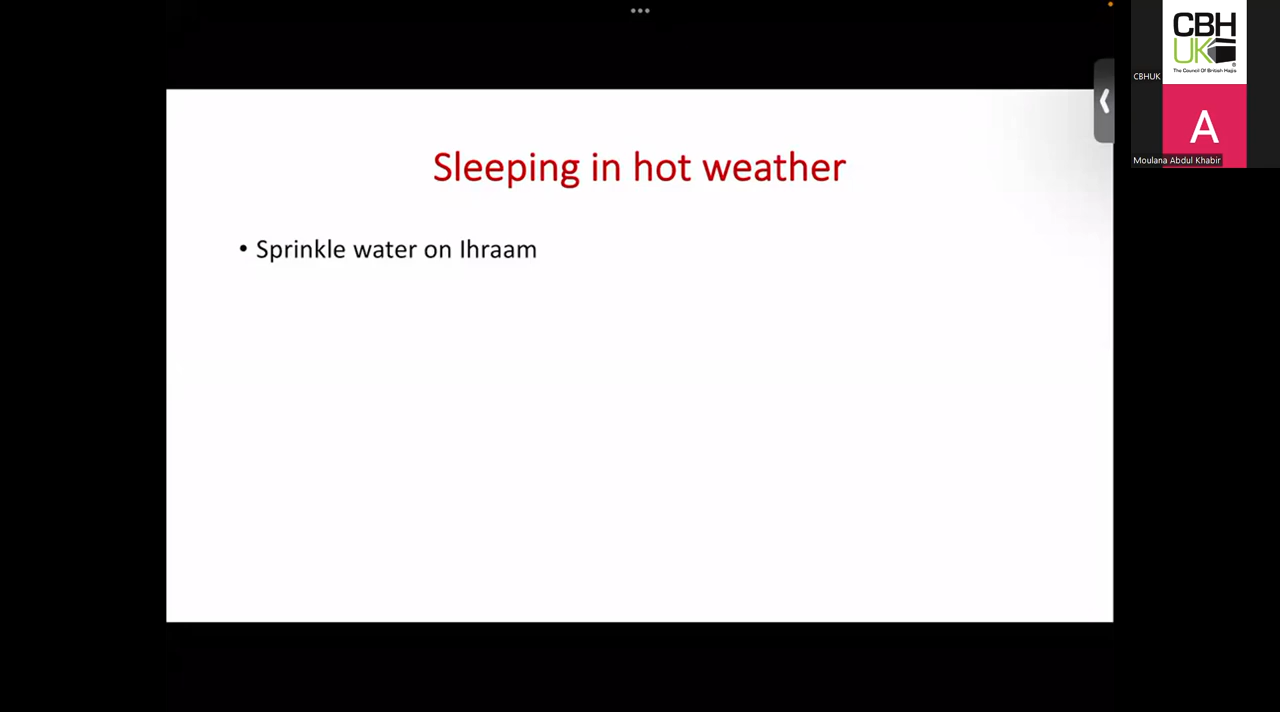 CBH
UK
The Council Of British Hajjis
CBHUK
A
Moulana Abdul Khabir
Sleeping in hot weather
• Sprinkle water on Ihraam